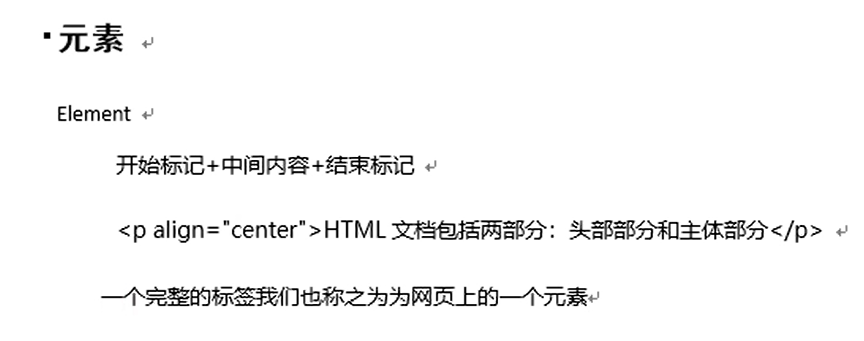 ▪元素
Element
开始标记+中间内容+结束标记
<p align="center">HTML 文档包括两部分：头部部分和主体部分</p>
一个完整的标签我们也称之为为网页上的一个元素